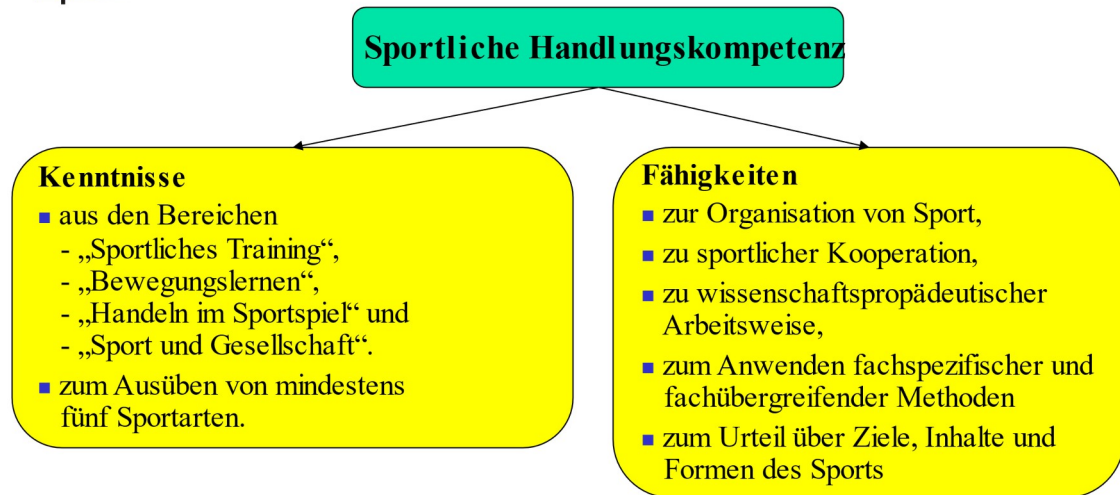 Sportliche Handlungskompetenz
Kenntnisse
■ aus den Bereichen
- „Sportliches Training“,
- „Bewegungslernen“,
- „Handeln im Sportspiel“ und
- „Sport und Gesellschaft“.
■ zum Ausüben von mindestens
fünf Sportarten.
Fähigkeiten
■ zur Organisation von Sport,
■ zu sportlicher Kooperation,
■ zu wissenschaftspropädeutischer
Arbeitsweise,
■ zum Anwenden fachspezifischer und
fachübergreifender Methoden
■ zum Urteil über Ziele, Inhalte und
Formen des Sports